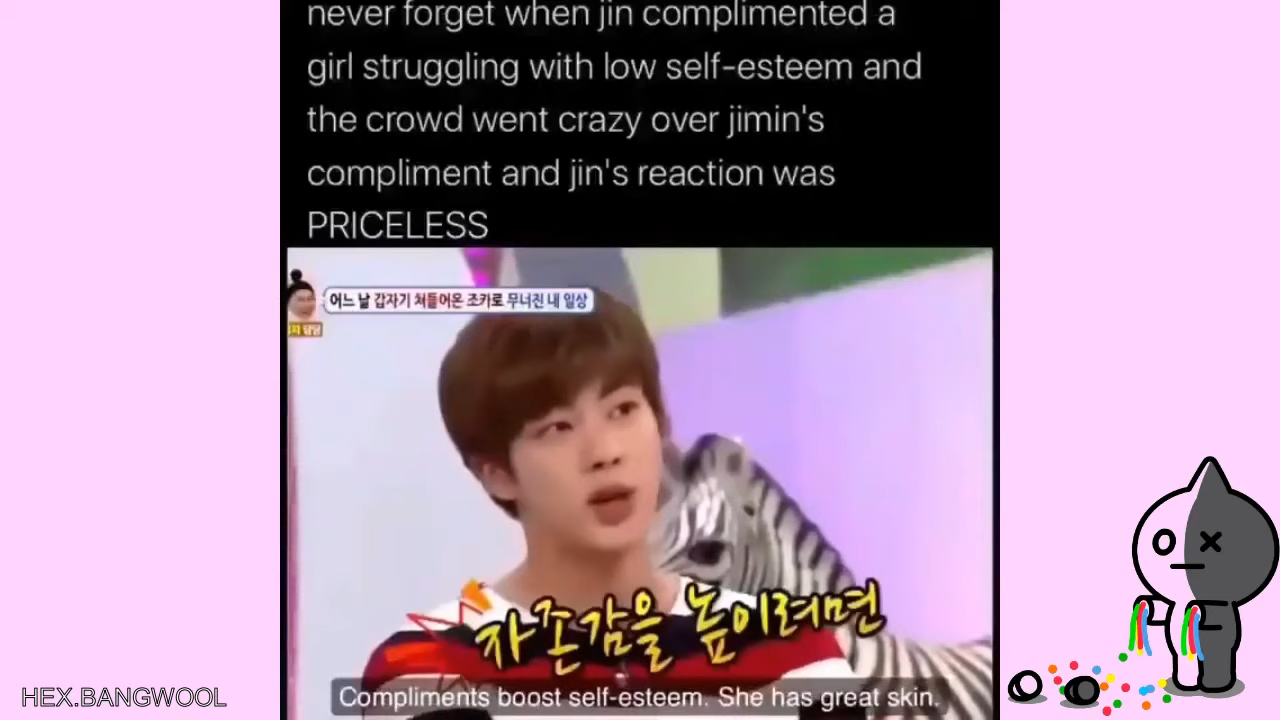 never forget when jin complimented a
girl struggling with low self-esteem and
the crowd went crazy over jimin's
compliment and jin's reaction was
PRICELESS
어느 날 갑자기 쳐들어온 조카로 무너진 내 일상
자존감을 높이려면
Compliments boost self-esteem. She has great skin.
HEX.BANGWOOL